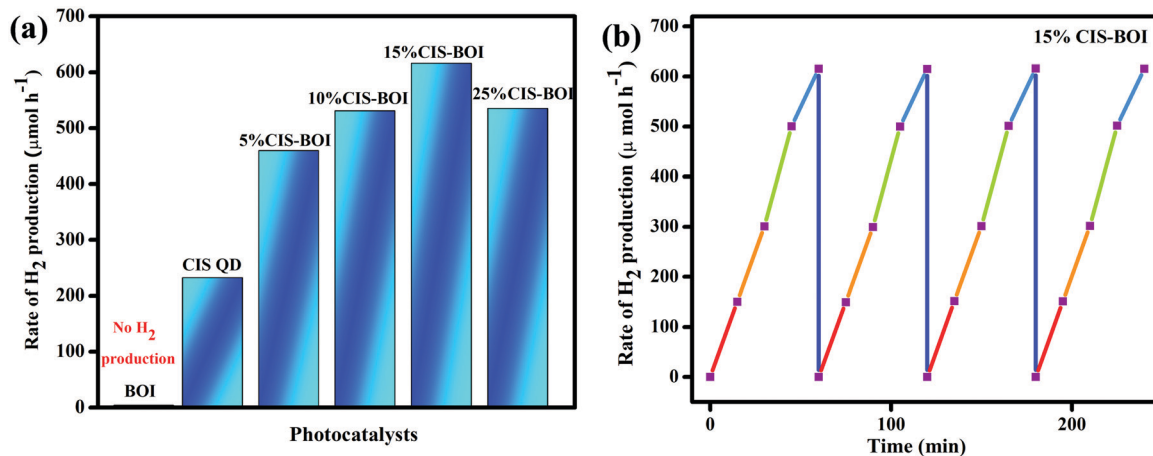 (a)
Rate of H2 production (μmol h-1)
700
600
500
400
300
200
100
0
No H2
production
BOI
CIS QD
5%CIS-BOI
10%CIS-BOI
15%CIS-BOI
25%CIS-BOI
Photocatalysts
(b)
15% CIS-BOI
Rate of H2 production (μ mol h-1)
700
600
500
400
300
200
100
0
0
100
200
Time (min)